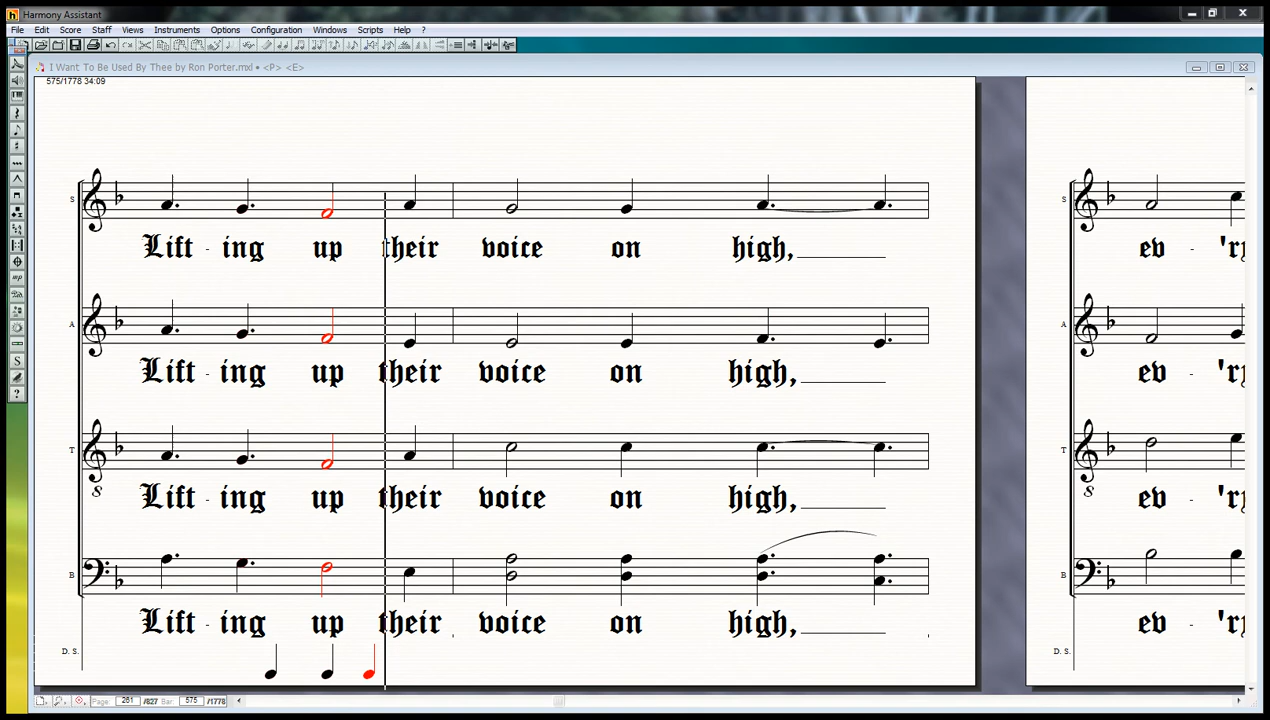 Harmony Assistant
File Edit Score Staff Views Instruments Options Configuration Windows Scripts Help ?
I Want To Be Used By Thee by Ron Porter.mxl • <P> <E>
575/1778 34:09
S
Lift - ing up their voice on high,
S
ev - 'ry
A
Lift - ing up their voice on high,
A
ev - 'ry
T
8
Lift - ing up their voice on high,
T
8
ev - 'ry
B
Lift - ing up their voice on high,
B
ev - 'ry
D. S.
D. S.
Page: 261 /827 Bar: 575 /1778